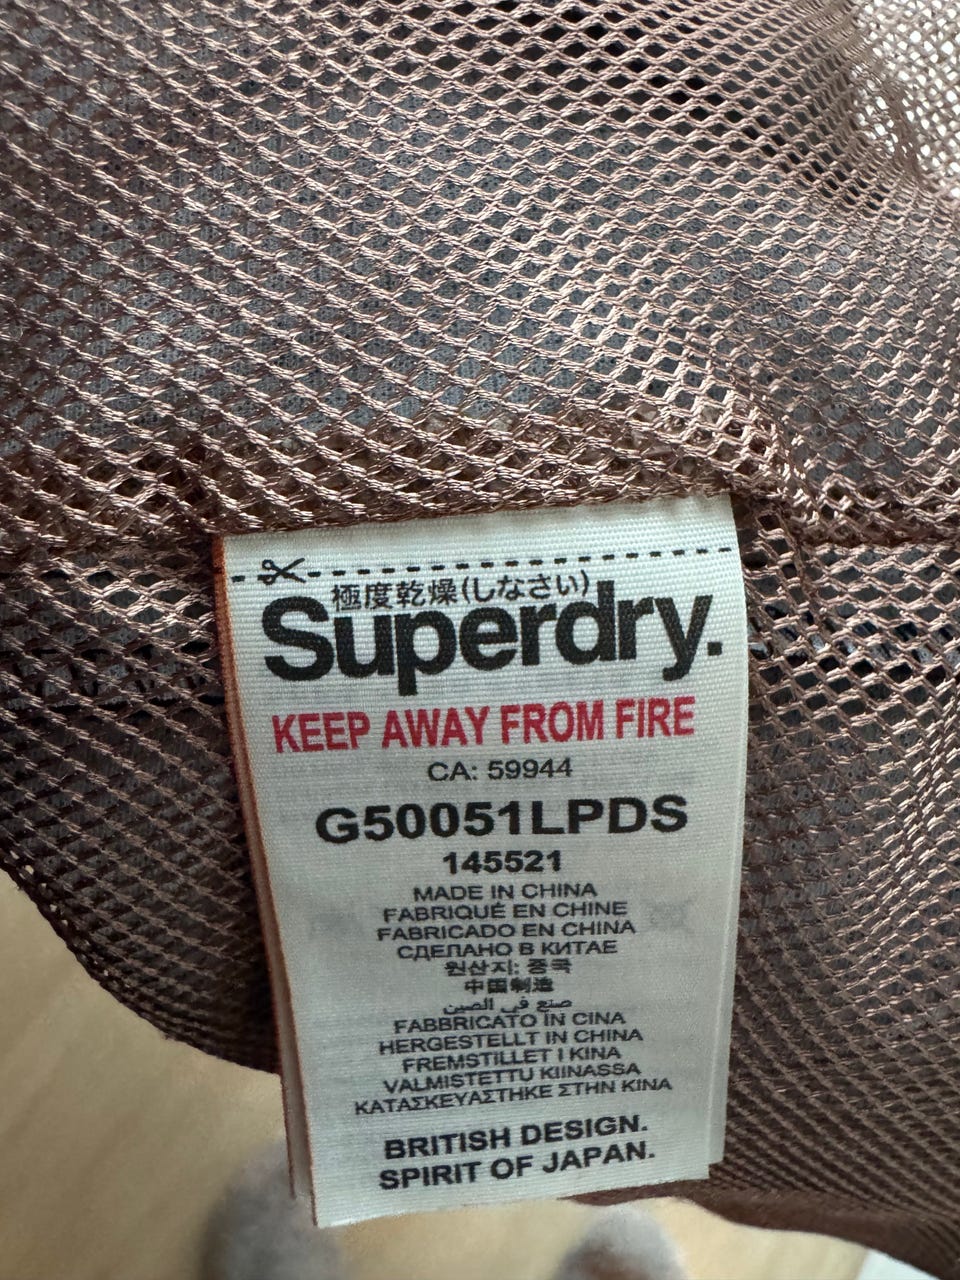 極度乾燥(しなさい)
Superdry.
KEEP AWAY FROM FIRE
CA: 59944
G50051LPDS
145521
MADE IN CHINA
FABRIQUÉ EN CHINE
FABRICADO EN CHINA
СДЕЛАНО В КИТАЕ
원산지: 중국
中国制造
صنع في الصين
FABBRICATO IN CINA
HERGESTELLT IN CHINA
FREMSTILLET I KINA
VALMISTETTU KIINASSA
ΚΑΤΑΣΚΕΥΑΣΤΗΚΕ ΣΤΗΝ ΚΙΝΑ
BRITISH DESIGN.
SPIRIT OF JAPAN.